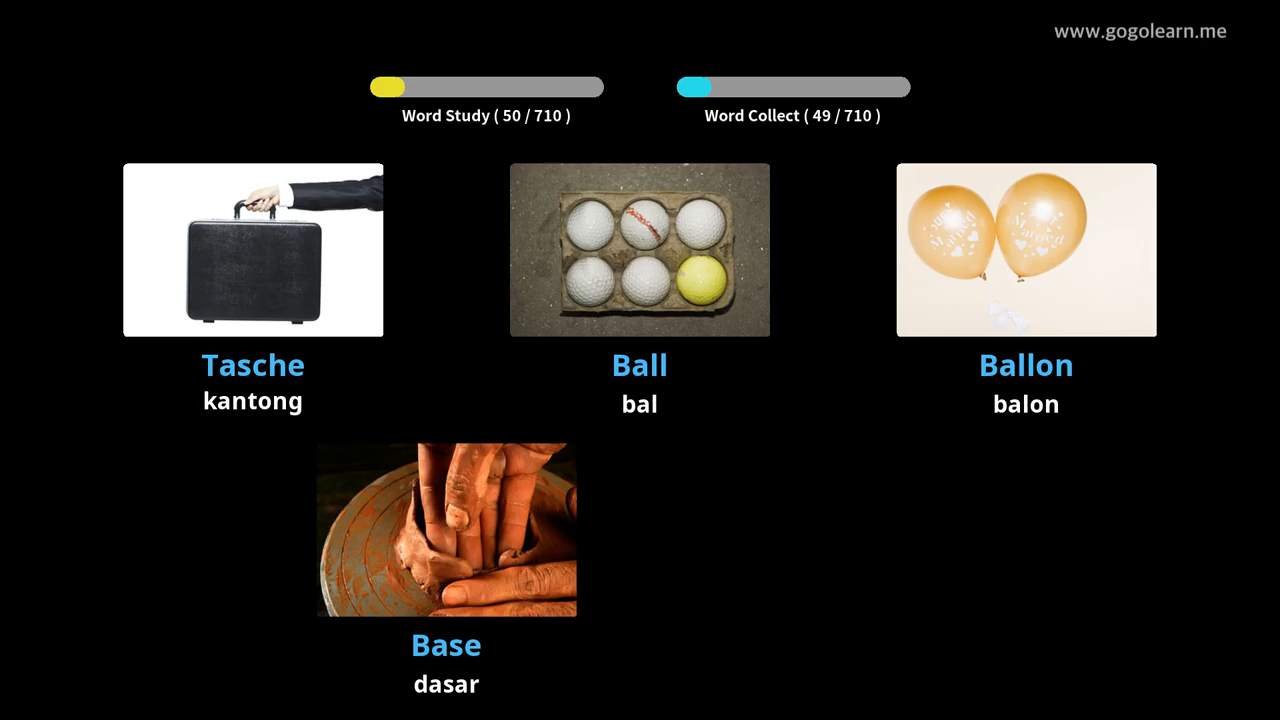 www.gogolearn.me
Word Study ( 50 / 710 )
Word Collect ( 49 / 710 )
Tasche
kantong
Ball
bal
Ballon
balon
Base
dasar